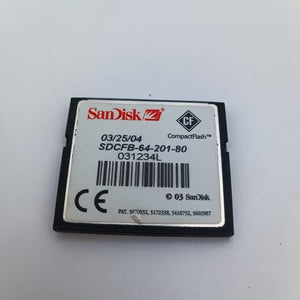 SanDisk
CF
CompactFlash™
03/25/04
SDCFB-64-201-80
031234L
CE
© 03 SanDisk
PAT. 5070032, 5172338, 5418752, 5602987